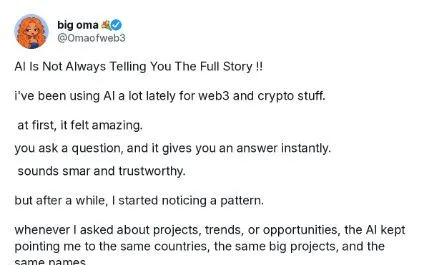 big oma
@Omaofweb3
AI Is Not Always Telling You The Full Story !!
i've been using AI a lot lately for web3 and crypto stuff.
at first, it felt amazing.
you ask a question, and it gives you an answer instantly.
sounds smar and trustworthy.
but after a while, I started noticing a pattern.
whenever I asked about projects, trends, or opportunities, the AI kept
pointing me to the same countries, the same big projects, and the
same names